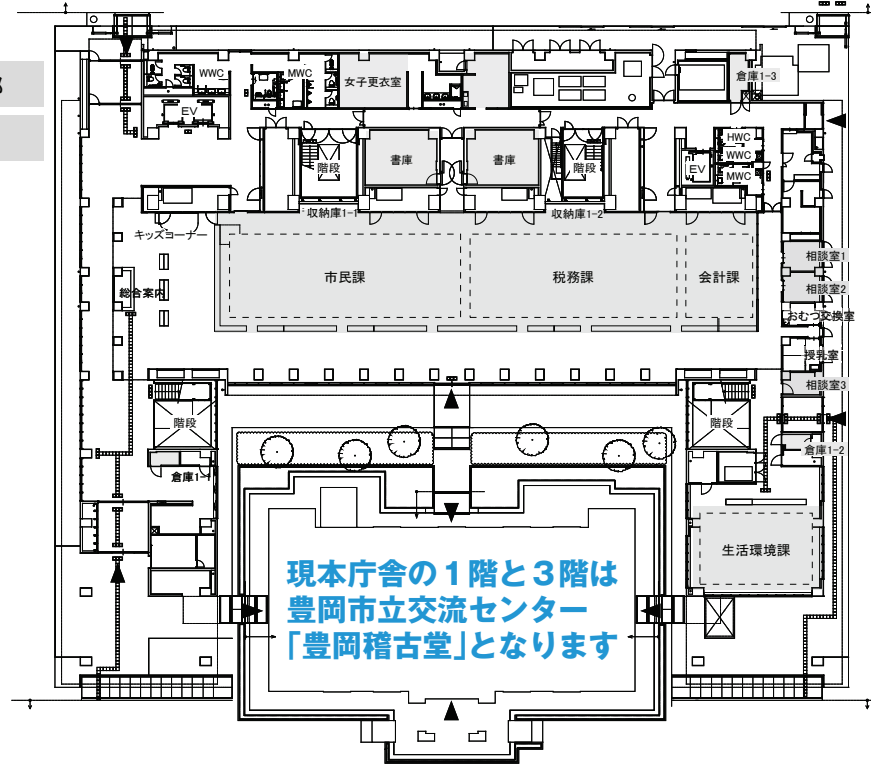 倉庫1-3
WWC
MWC
女子更衣室
EV
HWC
WWC
MWC
EV
階段
書庫
書庫
階段
収納庫1-1
収納庫1-2
キッズコーナー
市民課
税務課
会計課
相談室1
相談室2
総合案内
おむつ交換室
授乳室
相談室3
階段
階段
倉庫1-2
倉庫1-1
生活環境課
現本庁舎の1階と3階は
豊岡市立交流センター
「豊岡稽古堂」となります